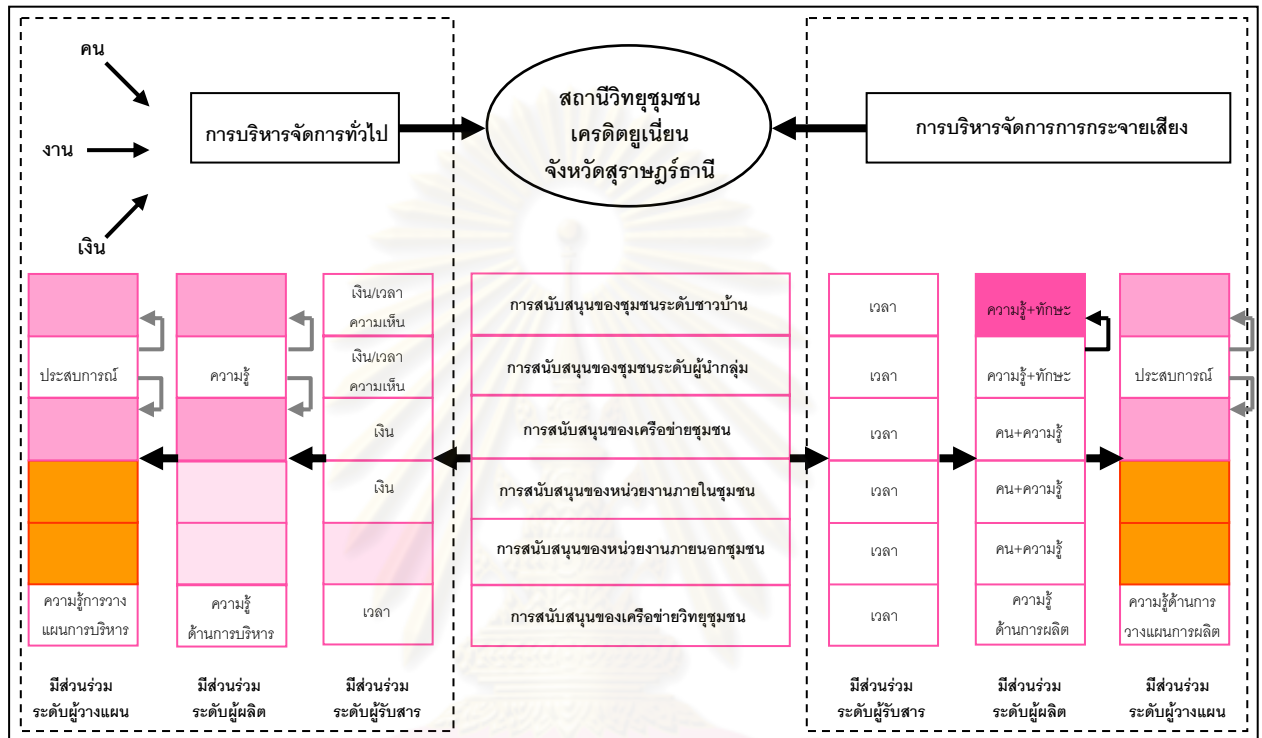 คน
งาน
เงิน
การบริหารจัดการทั่วไป
สถานีวิทยุชุมชน
เครดิตยูเนี่ยน
จังหวัดสุราษฎร์ธานี
การบริหารจัดการการกระจายเสียง
เงิน/เวลา
ความเห็น
การสนับสนุนของชุมชนระดับชาวบ้าน
เวลา
ความรู้+ทักษะ
ประสบการณ์
ความรู้
เงิน/เวลา
ความเห็น
การสนับสนุนของชุมชนระดับผู้นำกลุ่ม
เวลา
ความรู้+ทักษะ
ประสบการณ์
เงิน
การสนับสนุนของเครือข่ายชุมชน
เวลา
คน+ความรู้
เงิน
การสนับสนุนของหน่วยงานภายในชุมชน
เวลา
คน+ความรู้
การสนับสนุนของหน่วยงานภายนอกชุมชน
เวลา
คน+ความรู้
ความรู้การวาง
แผนการบริหาร
ความรู้
ด้านการบริหาร
เวลา
การสนับสนุนของเครือข่ายวิทยุชุมชน
เวลา
ความรู้
ด้านการผลิต
ความรู้ด้านการ
วางแผนการผลิต
มีส่วนร่วม
ระดับผู้วางแผน
มีส่วนร่วม
ระดับผู้ผลิต
มีส่วนร่วม
ระดับผู้รับสาร
มีส่วนร่วม
ระดับผู้รับสาร
มีส่วนร่วม
ระดับผู้ผลิต
มีส่วนร่วม
ระดับผู้วางแผน